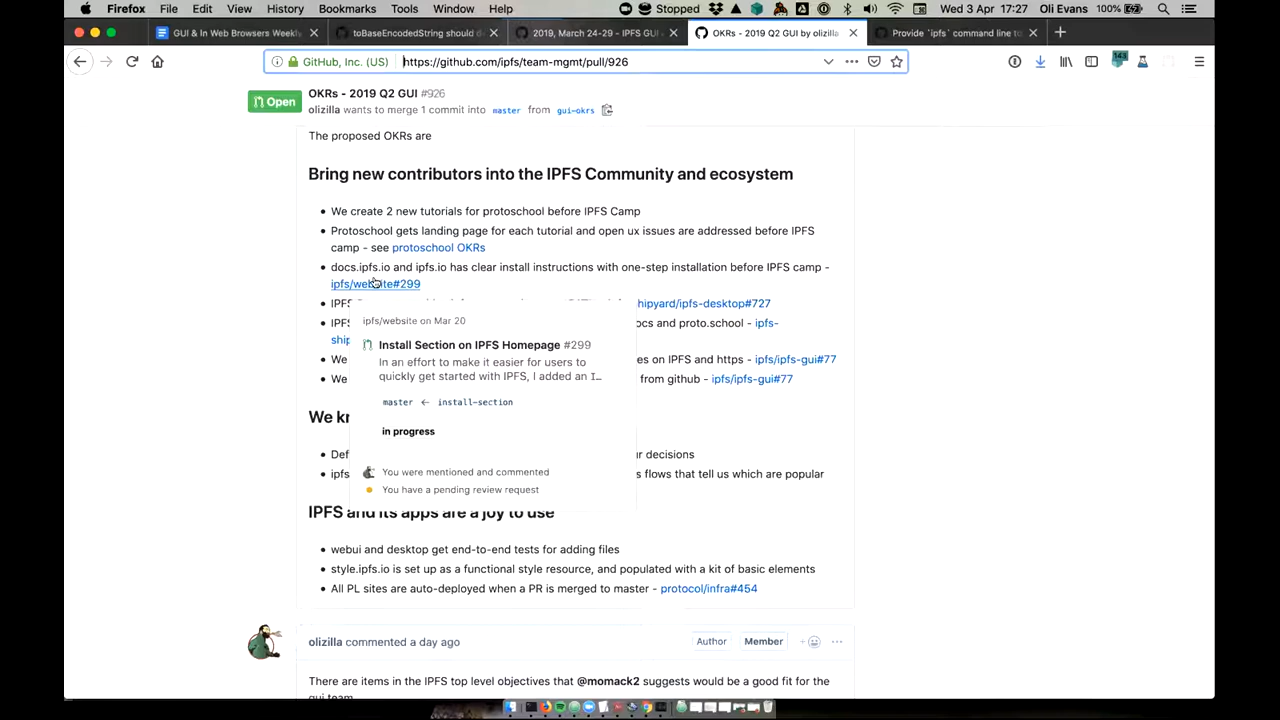 Firefox File Edit View History Bookmarks Tools Window Help Stopped Wed 3 Apr 17:27 Oli Evans 100%
GUI & In Web Browsers Weekly
toBaseEncodedString should d
2019, March 24-29 - IPFS GUI
OKRs - 2019 Q2 GUI by olizilla
Provide `ipfs` command line to
GitHub, Inc. (US) https://github.com/ipfs/team-mgmt/pull/926
Open
OKRs - 2019 Q2 GUI #926
olizilla wants to merge 1 commit into master from gui-okrs
The proposed OKRs are
Bring new contributors into the IPFS Community and ecosystem
We create 2 new tutorials for protoschool before IPFS Camp
Protoschool gets landing page for each tutorial and open ux issues are addressed before IPFS
camp - see protoschool OKRs
docs.ipfs.io and ipfs.io has clear install instructions with one-step installation before IPFS camp -
ipfs/website#299
IPF shipyard/ipfs-desktop#727
IPF ocs and proto.school - ipfs-
ship
We es on IPFS and https - ipfs/ipfs-gui#77
We from github - ipfs/ipfs-gui#77
ipfs/website on Mar 20
Install Section on IPFS Homepage #299
In an effort to make it easier for users to
quickly get started with IPFS, I added an I…
master ← install-section
in progress
You were mentioned and commented
You have a pending review request
We kr
Def r decisions
ipfs s flows that tell us which are popular
IPFS and its apps are a joy to use
webui and desktop get end-to-end tests for adding files
style.ipfs.io is set up as a functional style resource, and populated with a kit of basic elements
All PL sites are auto-deployed when a PR is merged to master - protocol/infra#454
olizilla commented a day ago
Author Member
There are items in the IPFS top level objectives that @momack2 suggests would be a good fit for the
gui team